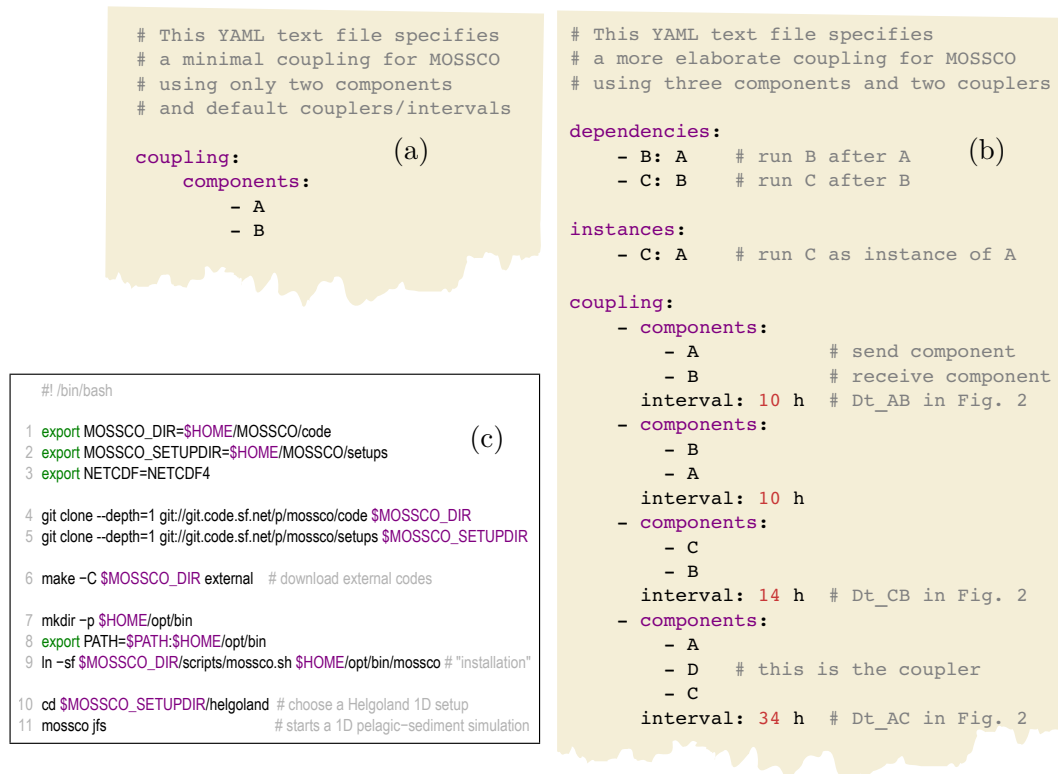 # This YAML text file specifies
# a minimal coupling for MOSSCO
# using only two components
# and default couplers/intervals
(a)
coupling:
components:
- A
- B
#! /bin/bash
(c)
1 export MOSSCO_DIR=$HOME/MOSSCO/code
2 export MOSSCO_SETUPDIR=$HOME/MOSSCO/setups
3 export NETCDF=NETCDF4
4 git clone --depth=1 git://git.code.sf.net/p/mossco/code $MOSSCO_DIR
5 git clone --depth=1 git://git.code.sf.net/p/mossco/setups $MOSSCO_SETUPDIR
6 make −C $MOSSCO_DIR external # download external codes
7 mkdir −p $HOME/opt/bin
8 export PATH=$PATH:$HOME/opt/bin
9 ln −sf $MOSSCO_DIR/scripts/mossco.sh $HOME/opt/bin/mossco # "installation"
10 cd $MOSSCO_SETUPDIR/helgoland # choose a Helgoland 1D setup
11 mossco jfs # starts a 1D pelagic−sediment simulation
# This YAML text file specifies
# a more elaborate coupling for MOSSCO
# using three components and two couplers
dependencies:
(b)
- B: A # run B after A
- C: B # run C after B
instances:
- C: A # run C as instance of A
coupling:
- components:
- A # send component
- B # receive component
interval: 10 h # Dt_AB in Fig. 2
- components:
- B
- A
interval: 10 h
- components:
- C
- B
interval: 14 h # Dt_CB in Fig. 2
- components:
- A
- D # this is the coupler
- C
interval: 34 h # Dt_AC in Fig. 2